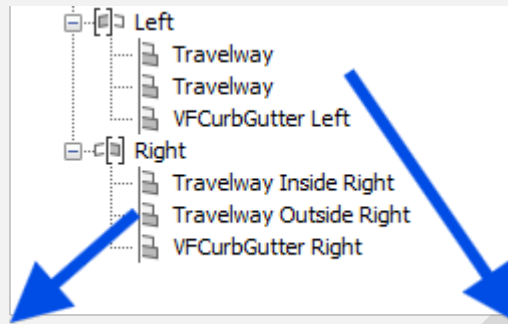 Left
Travelway
Travelway
VFCurbGutter Left
Right
Travelway Inside Right
Travelway Outside Right
VFCurbGutter Right